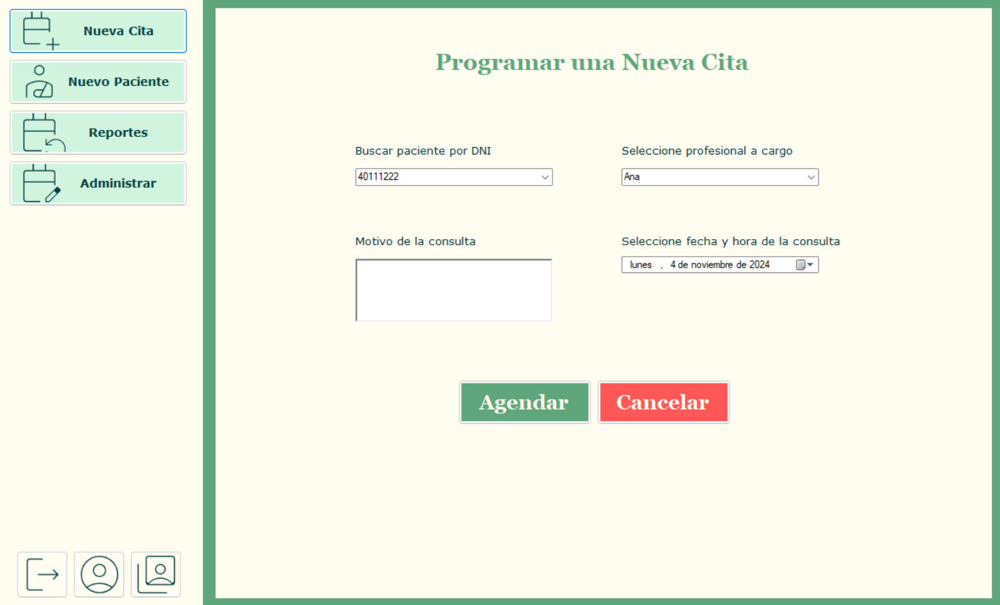 Nueva Cita
Nuevo Paciente
Reportes
Administrar
Programar una Nueva Cita
Buscar paciente por DNI
Seleccione profesional a cargo
40111222
Ana
Motivo de la consulta
Seleccione fecha y hora de la consulta
lunes , 4 de noviembre de 2024
Agendar
Cancelar